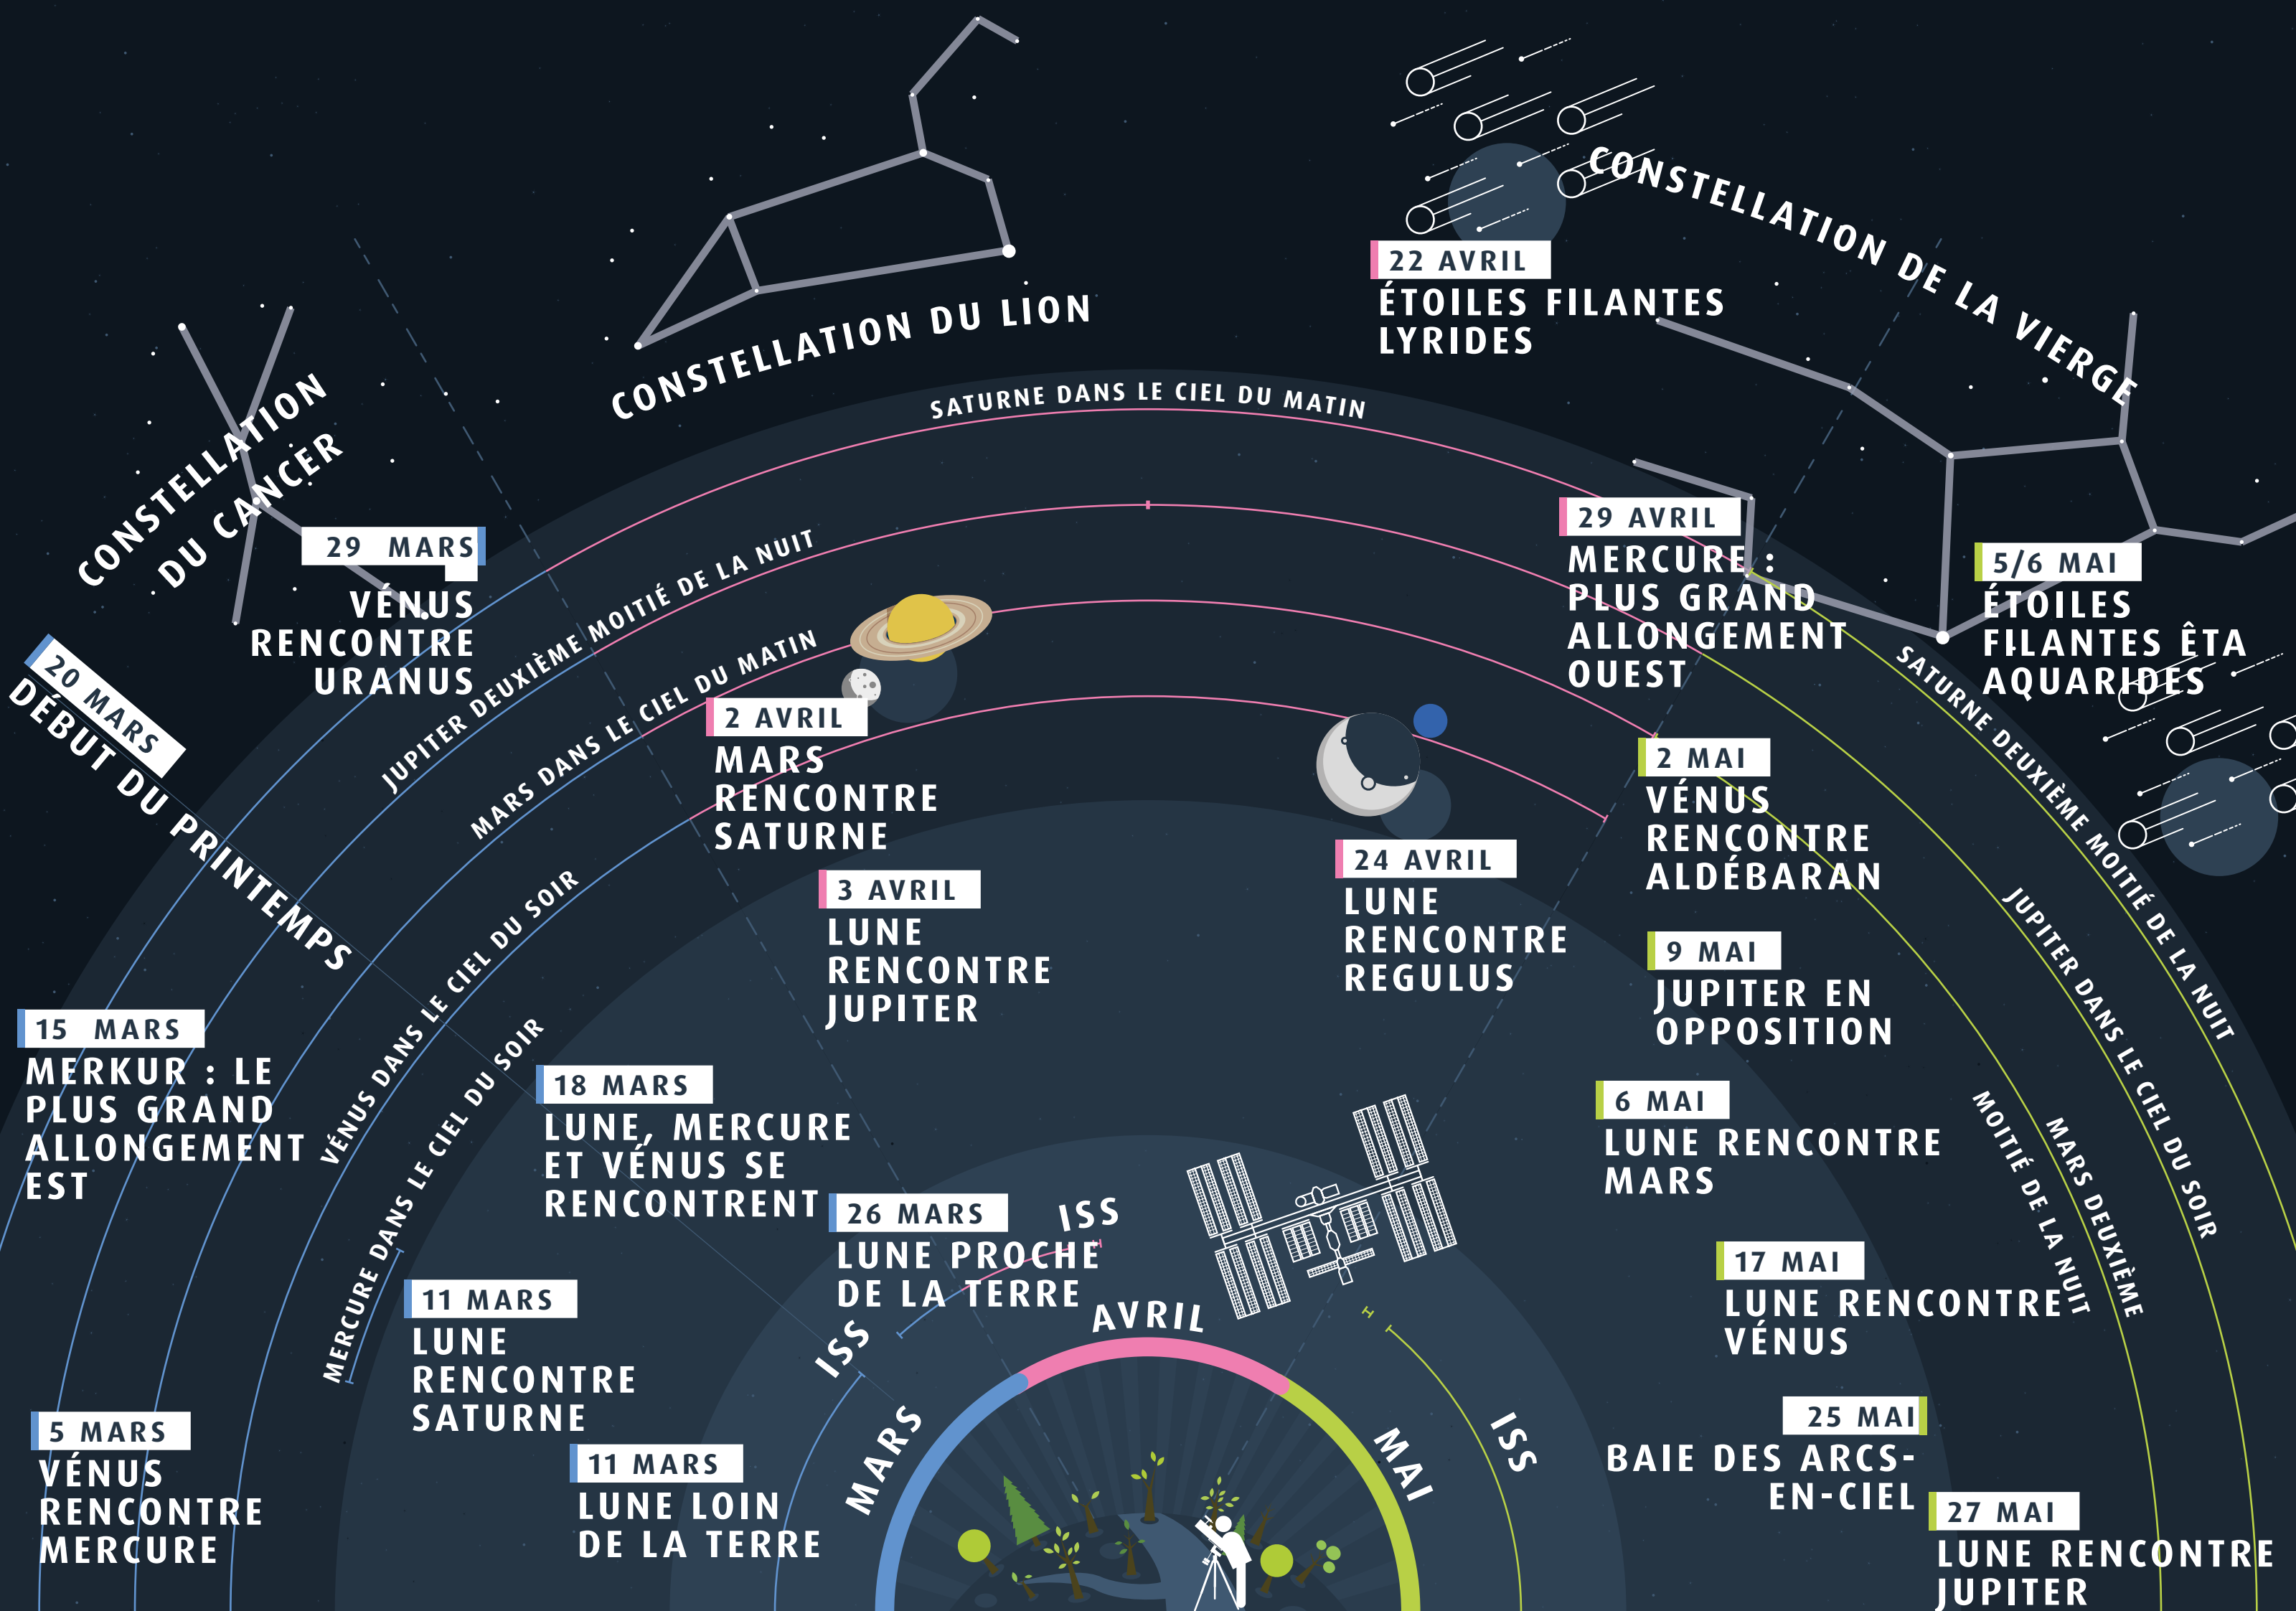 CONSTELLATION DE LA VIERGE
22 AVRIL
ÉTOILES FILANTES
LYRIDES
CONSTELLATION DU LION
CONSTELLATION
DU CANCER
SATURNE DANS LE CIEL DU MATIN
29 MARS
VÉNUS
RENCONTRE
URANUS
JUPITER DEUXIÈME MOITIÉ DE LA NUIT
MARS DANS LE CIEL DU MATIN
29 AVRIL
MERCURE :
PLUS GRAND
ALLONGEMENT
OUEST
5/6 MAI
ÉTOILES
FILANTES ÊTA
AQUARIDES
20 MARS
DÉBUT DU PRINTEMPS
2 AVRIL
MARS
RENCONTRE
SATURNE
SATURNE DEUXIÈME MOITIÉ DE LA NUIT
2 MAI
VÉNUS
RENCONTRE
ALDÉBARAN
3 AVRIL
LUNE
RENCONTRE
JUPITER
24 AVRIL
LUNE
RENCONTRE
REGULUS
9 MAI
JUPITER EN
OPPOSITION
JUPITER DANS LE CIEL DU SOIR
VÉNUS DANS LE CIEL DU SOIR
MERCURE DANS LE CIEL DU SOIR
15 MARS
MERKUR : LE
PLUS GRAND
ALLONGEMENT
EST
18 MARS
LUNE, MERCURE
ET VÉNUS SE
RENCONTRENT
6 MAI
LUNE RENCONTRE
MARS
MARS DEUXIÈME
MOITIÉ DE LA NUIT
26 MARS
LUNE PROCHE
DE LA TERRE
ISS
17 MAI
LUNE RENCONTRE
VÉNUS
11 MARS
LUNE
RENCONTRE
SATURNE
ISS
AVRIL
MARS
MAI
ISS
5 MARS
VÉNUS
RENCONTRE
MERCURE
11 MARS
LUNE LOIN
DE LA TERRE
25 MAI
BAIE DES ARCS-
EN-CIEL
27 MAI
LUNE RENCONTRE
JUPITER